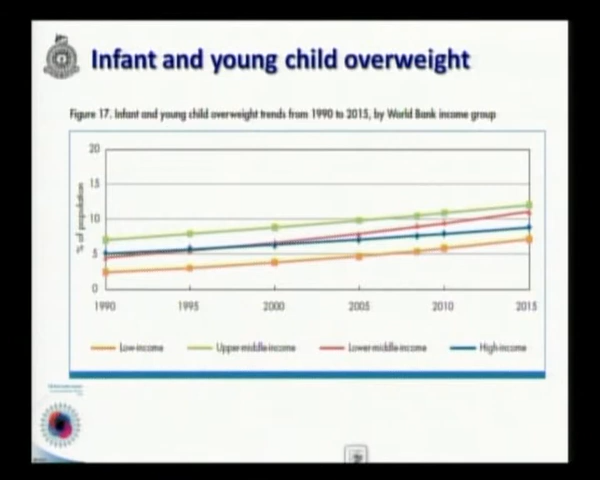 Infant and young child overweight
Figure 17. Infant and young child overweight trends from 1990 to 2015, by World Bank income group
20
15
10
5
0
% of population
1990 1995 2000 2005 2010 2015
Low-income Upper-middle-income Lower-middle-income High-income